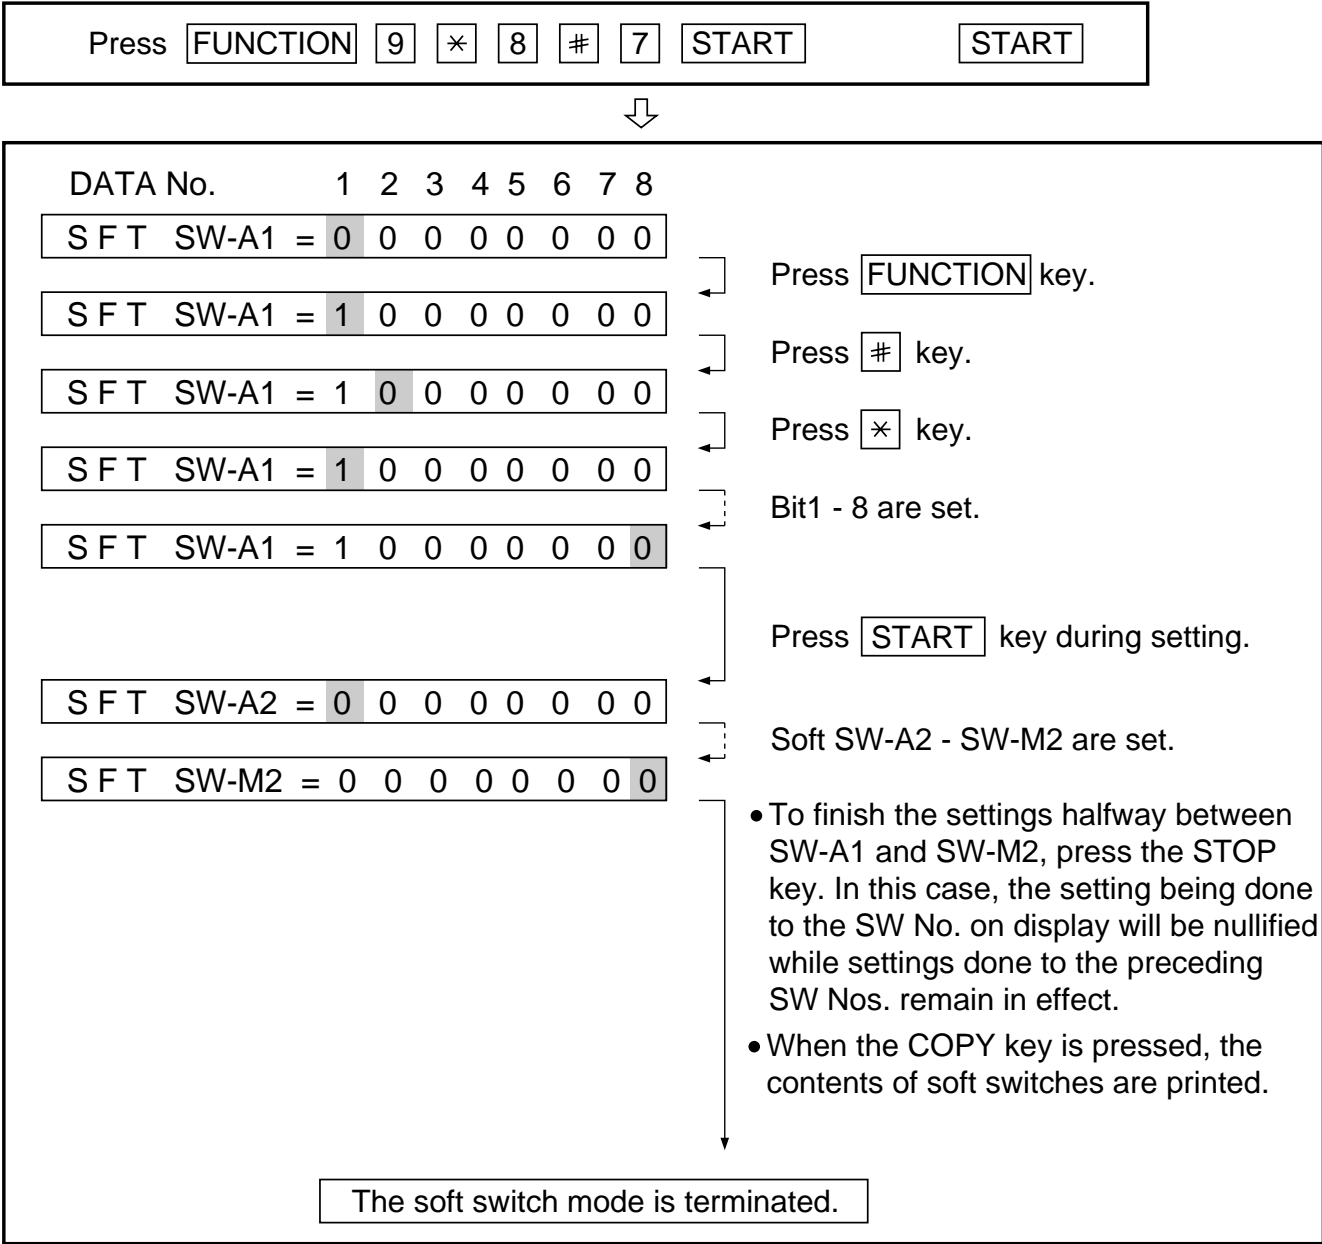 Press FUNCTION 9 * 8 # 7 START START
DATA No. 1 2 3 4 5 6 7 8
SFT SW-A1 = 0 0 0 0 0 0 0 0
Press FUNCTION key.
SFT SW-A1 = 1 0 0 0 0 0 0 0
Press # key.
SFT SW-A1 = 1 0 0 0 0 0 0 0
Press * key.
SFT SW-A1 = 1 0 0 0 0 0 0 0
Bit1 - 8 are set.
SFT SW-A1 = 1 0 0 0 0 0 0 0
Press START key during setting.
SFT SW-A2 = 0 0 0 0 0 0 0 0
Soft SW-A2 - SW-M2 are set.
SFT SW-M2 = 0 0 0 0 0 0 0 0
• To finish the settings halfway between
SW-A1 and SW-M2, press the STOP
key. In this case, the setting being done
to the SW No. on display will be nullified
while settings done to the preceding
SW Nos. remain in effect.
• When the COPY key is pressed, the
contents of soft switches are printed.
The soft switch mode is terminated.